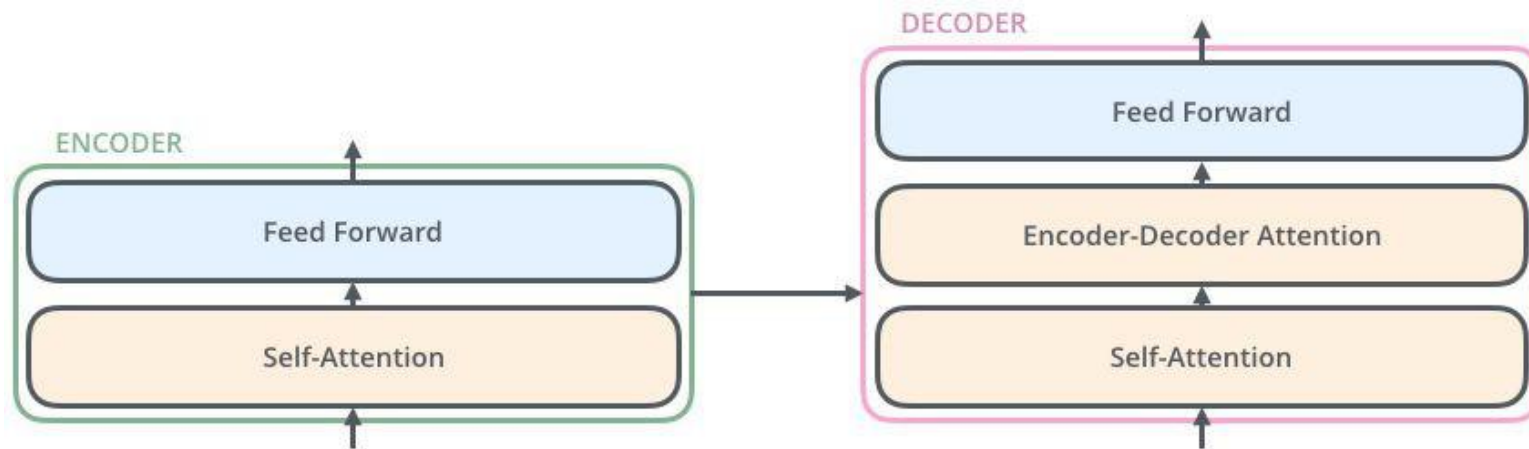 ENCODER
Feed Forward
Self-Attention
DECODER
Feed Forward
Encoder-Decoder Attention
Self-Attention